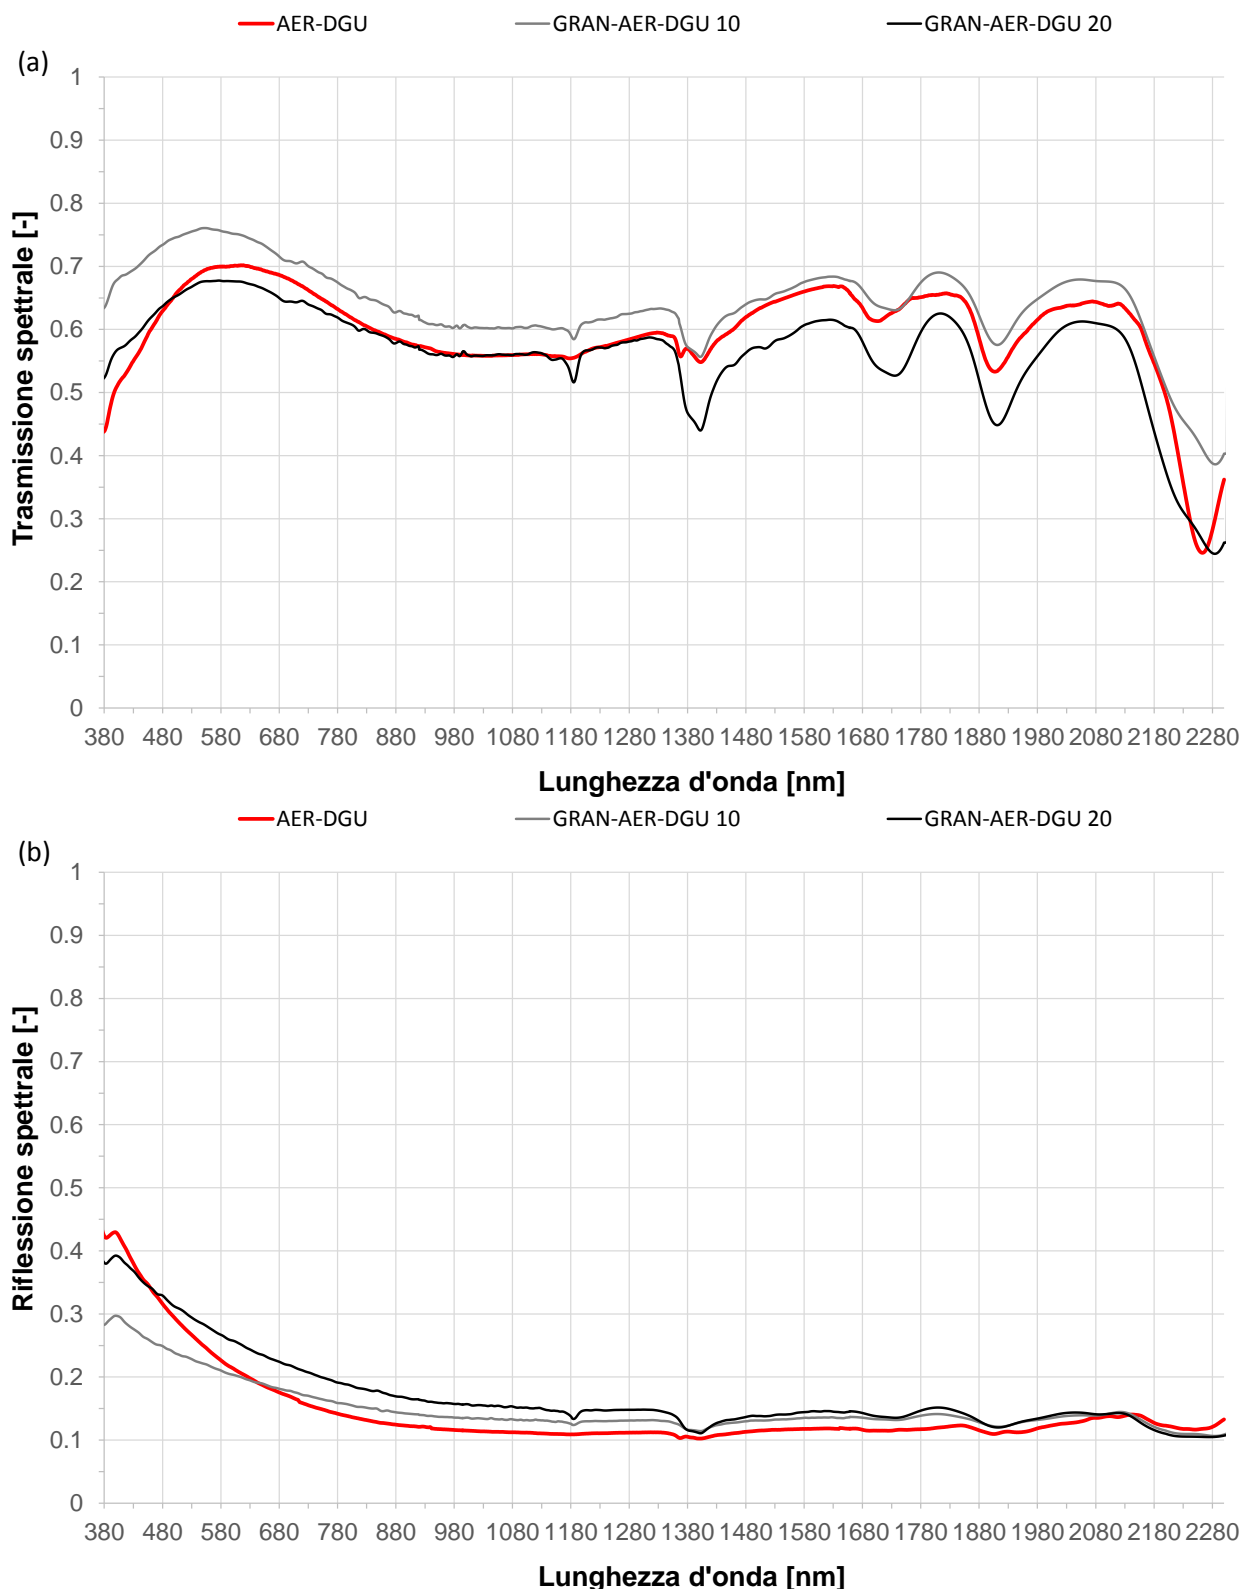 AER-DGU GRAN-AER-DGU 10 GRAN-AER-DGU 20
(a)
1
0.9
0.8
0.7
0.6
0.5
0.4
0.3
0.2
0.1
0
Trasmissione spettrale [-]
380 480 580 680 780 880 980 1080 1180 1280 1380 1480 1580 1680 1780 1880 1980 2080 2180 2280
Lunghezza d'onda [nm]
AER-DGU GRAN-AER-DGU 10 GRAN-AER-DGU 20
(b)
1
0.9
0.8
0.7
0.6
0.5
0.4
0.3
0.2
0.1
0
Riflessione spettrale [-]
380 480 580 680 780 880 980 1080 1180 1280 1380 1480 1580 1680 1780 1880 1980 2080 2180 2280
Lunghezza d'onda [nm]